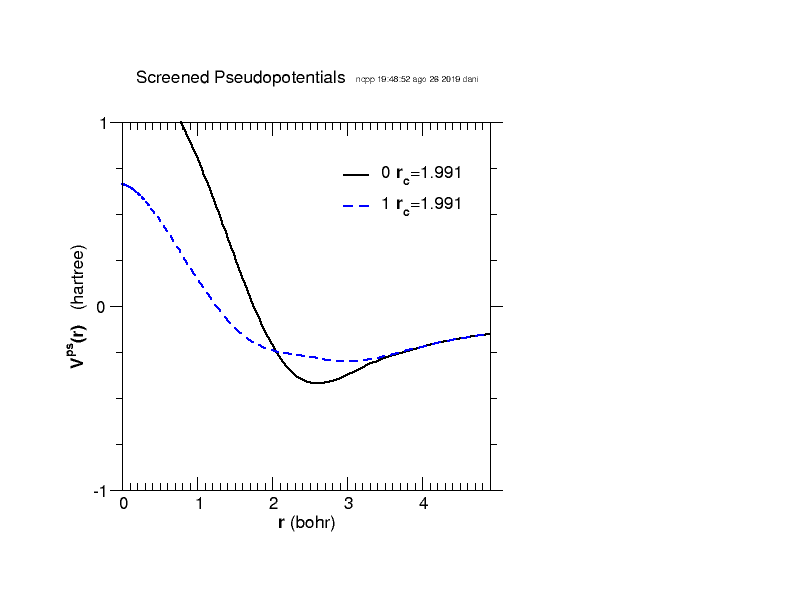 Screened Pseudopotentials ncpp 19:48:52 ago 26 2019 dani
1
0 rc=1.991
1 rc=1.991
0
-1
Vps(r) (hartree)
0 1 2 3 4
r (bohr)